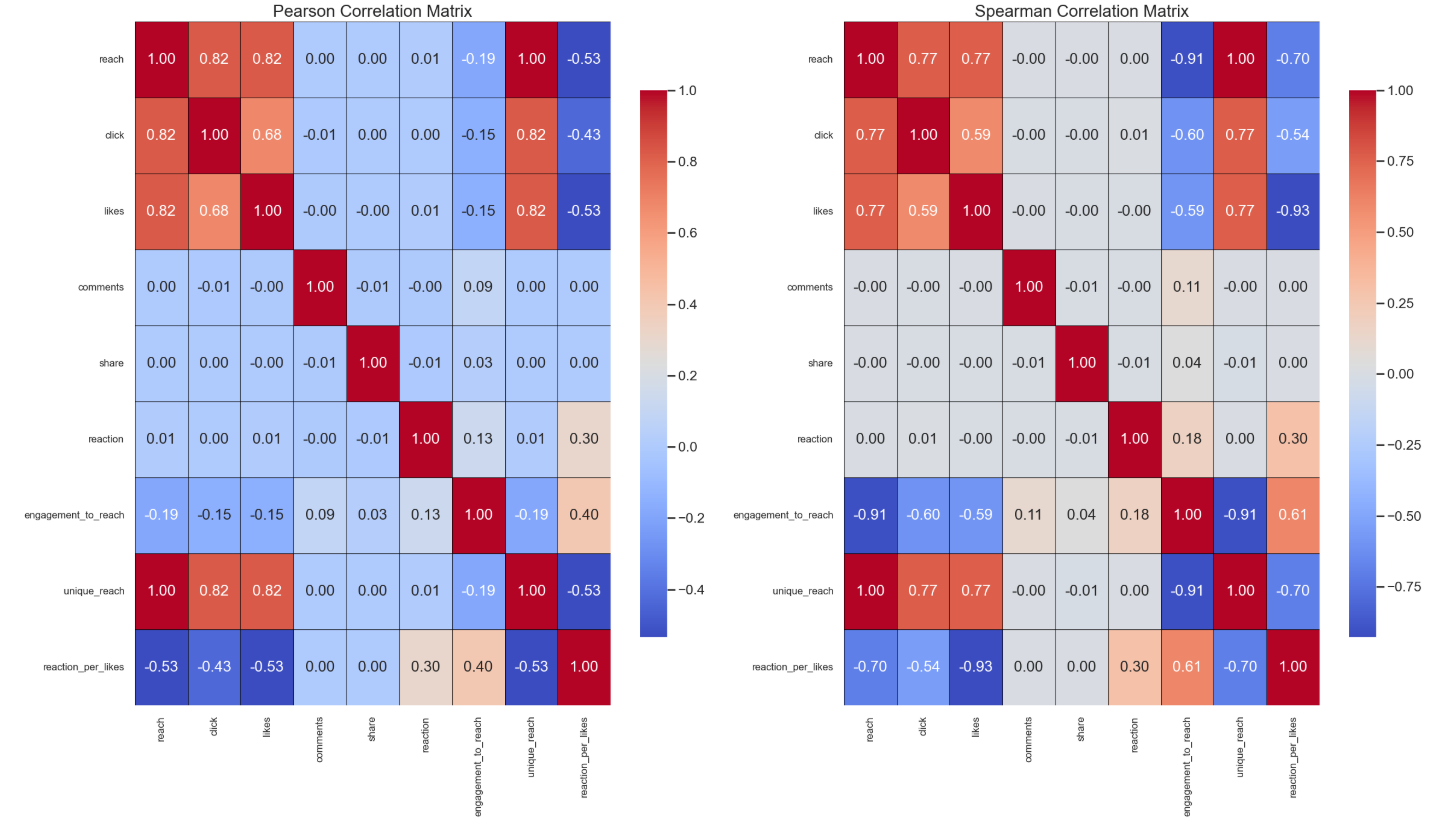 Pearson Correlation Matrix
reach 1.00 0.82 0.82 0.00 0.00 0.01 -0.19 1.00 -0.53
click 0.82 1.00 0.68 -0.01 0.00 0.00 -0.15 0.82 -0.43
likes 0.82 0.68 1.00 -0.00 -0.00 0.01 -0.15 0.82 -0.53
comments 0.00 -0.01 -0.00 1.00 -0.01 -0.00 0.09 0.00 0.00
share 0.00 0.00 -0.00 -0.01 1.00 -0.01 0.03 0.00 0.00
reaction 0.01 0.00 0.01 -0.00 -0.01 1.00 0.13 0.01 0.30
engagement_to_reach -0.19 -0.15 -0.15 0.09 0.03 0.13 1.00 -0.19 0.40
unique_reach 1.00 0.82 0.82 0.00 0.00 0.01 -0.19 1.00 -0.53
reaction_per_likes -0.53 -0.43 -0.53 0.00 0.00 0.30 0.40 -0.53 1.00
reach
click
likes
comments
share
reaction
engagement_to_reach
unique_reach
reaction_per_likes
1.0
0.8
0.6
0.4
0.2
0.0
−0.2
−0.4
Spearman Correlation Matrix
reach 1.00 0.77 0.77 -0.00 -0.00 0.00 -0.91 1.00 -0.70
click 0.77 1.00 0.59 -0.00 -0.00 0.01 -0.60 0.77 -0.54
likes 0.77 0.59 1.00 -0.00 -0.00 -0.00 -0.59 0.77 -0.93
comments -0.00 -0.00 -0.00 1.00 -0.01 -0.00 0.11 -0.00 0.00
share -0.00 -0.00 -0.00 -0.01 1.00 -0.01 0.04 -0.01 0.00
reaction 0.00 0.01 -0.00 -0.00 -0.01 1.00 0.18 0.00 0.30
engagement_to_reach -0.91 -0.60 -0.59 0.11 0.04 0.18 1.00 -0.91 0.61
unique_reach 1.00 0.77 0.77 -0.00 -0.01 0.00 -0.91 1.00 -0.70
reaction_per_likes -0.70 -0.54 -0.93 0.00 0.00 0.30 0.61 -0.70 1.00
reach
click
likes
comments
share
reaction
engagement_to_reach
unique_reach
reaction_per_likes
1.00
0.75
0.50
0.25
0.00
−0.25
−0.50
−0.75